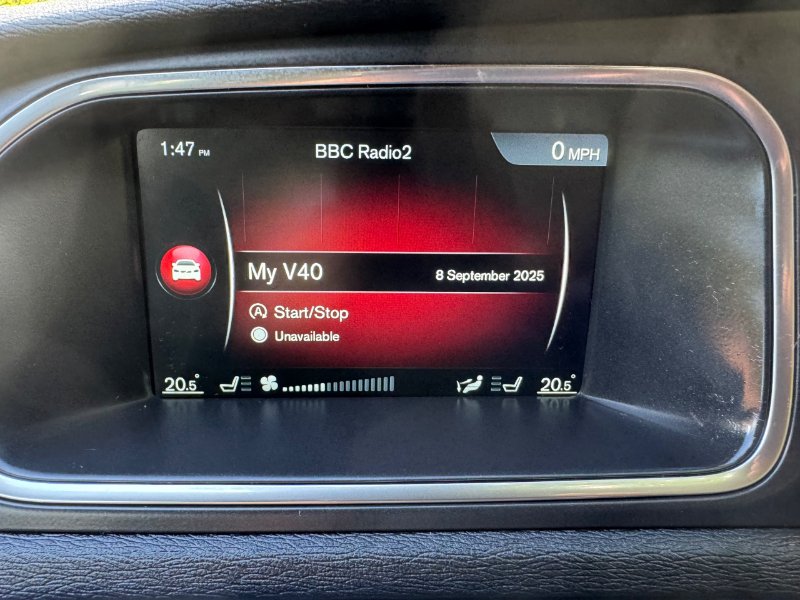 1:47 PM BBC Radio2 0 MPH
My V40 8 September 2025
A Start/Stop
Unavailable
20.5° 20.5°